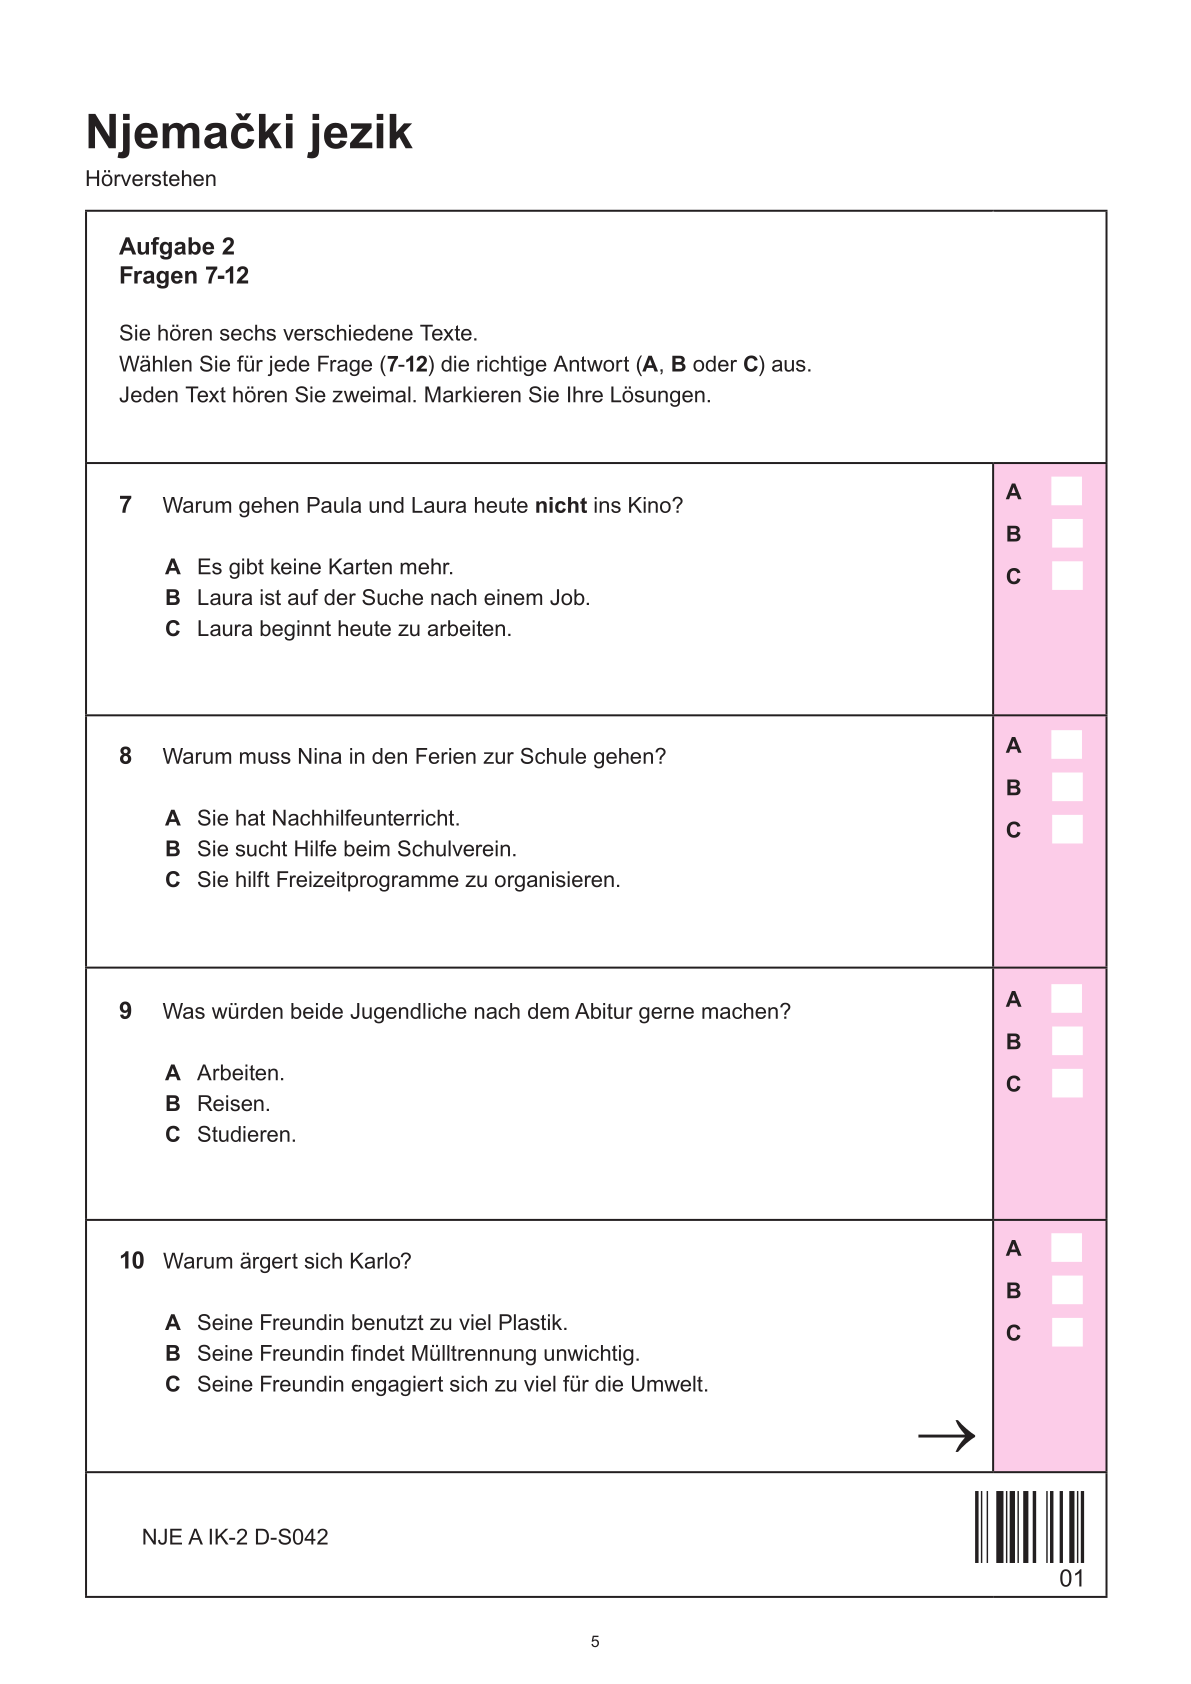 Njemački jezik
Hörverstehen
Aufgabe 2
Fragen 7-12
Sie hören sechs verschiedene Texte.
Wählen Sie für jede Frage (7-12) die richtige Antwort (A, B oder C) aus.
Jeden Text hören Sie zweimal. Markieren Sie Ihre Lösungen.
7 Warum gehen Paula und Laura heute nicht ins Kino?
A Es gibt keine Karten mehr.
B Laura ist auf der Suche nach einem Job.
C Laura beginnt heute zu arbeiten.
A
B
C
8 Warum muss Nina in den Ferien zur Schule gehen?
A Sie hat Nachhilfeunterricht.
B Sie sucht Hilfe beim Schulverein.
C Sie hilft Freizeitprogramme zu organisieren.
A
B
C
9 Was würden beide Jugendliche nach dem Abitur gerne machen?
A Arbeiten.
B Reisen.
C Studieren.
A
B
C
10 Warum ärgert sich Karlo?
A Seine Freundin benutzt zu viel Plastik.
B Seine Freundin findet Mülltrennung unwichtig.
C Seine Freundin engagiert sich zu viel für die Umwelt.
A
B
C
NJE A IK-2 D-S042
01
5